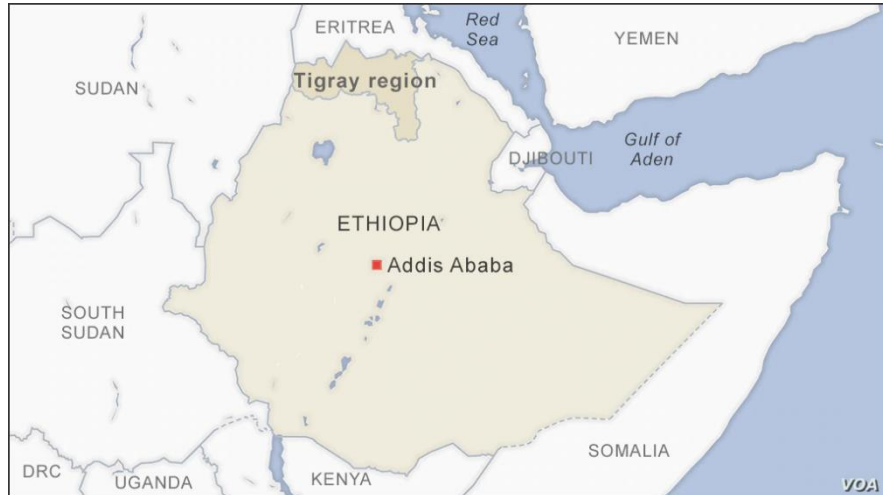 ERITREA
Red
Sea
YEMEN
SUDAN
Tigray region
Gulf of
Aden
DJIBOUTI
ETHIOPIA
Addis Ababa
SOUTH
SUDAN
SOMALIA
DRC
UGANDA
KENYA
VOA